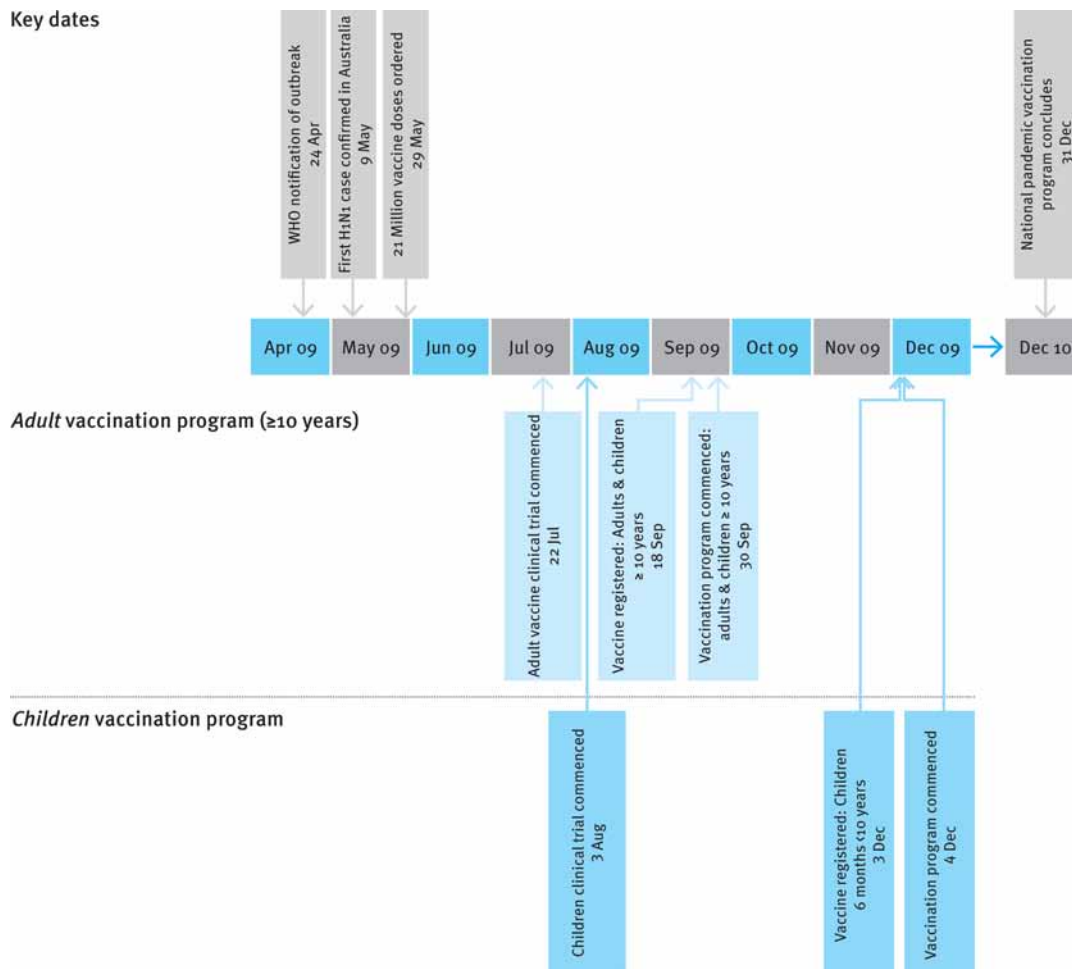 Key dates
WHO notification of outbreak
24 Apr
First H1N1 case confirmed in Australia
9 May
21 Million vaccine doses ordered
29 May
National pandemic vaccination
program concludes
31 Dec
Apr 09
May 09
Jun 09
Jul 09
Aug 09
Sep 09
Oct 09
Nov 09
Dec 09
Dec 10
Adult vaccination program (≥10 years)
Adult vaccine clinical trial commenced
22 Jul
Vaccine registered: Adults & children
≥ 10 years
18 Sep
Vaccination program commenced:
adults & children ≥ 10 years
30 Sep
Children vaccination program
Children clinical trial commenced
3 Aug
Vaccine registered: Children
6 months <10 years
3 Dec
Vaccination program commenced
4 Dec